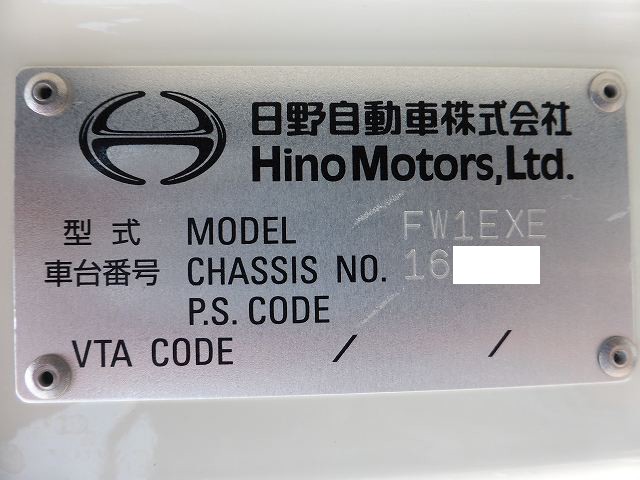 日野自動車株式会社
Hino Motors, Ltd.
型式 MODEL FW1EXE
車台番号 CHASSIS NO. 16
P.S. CODE
VTA CODE / /